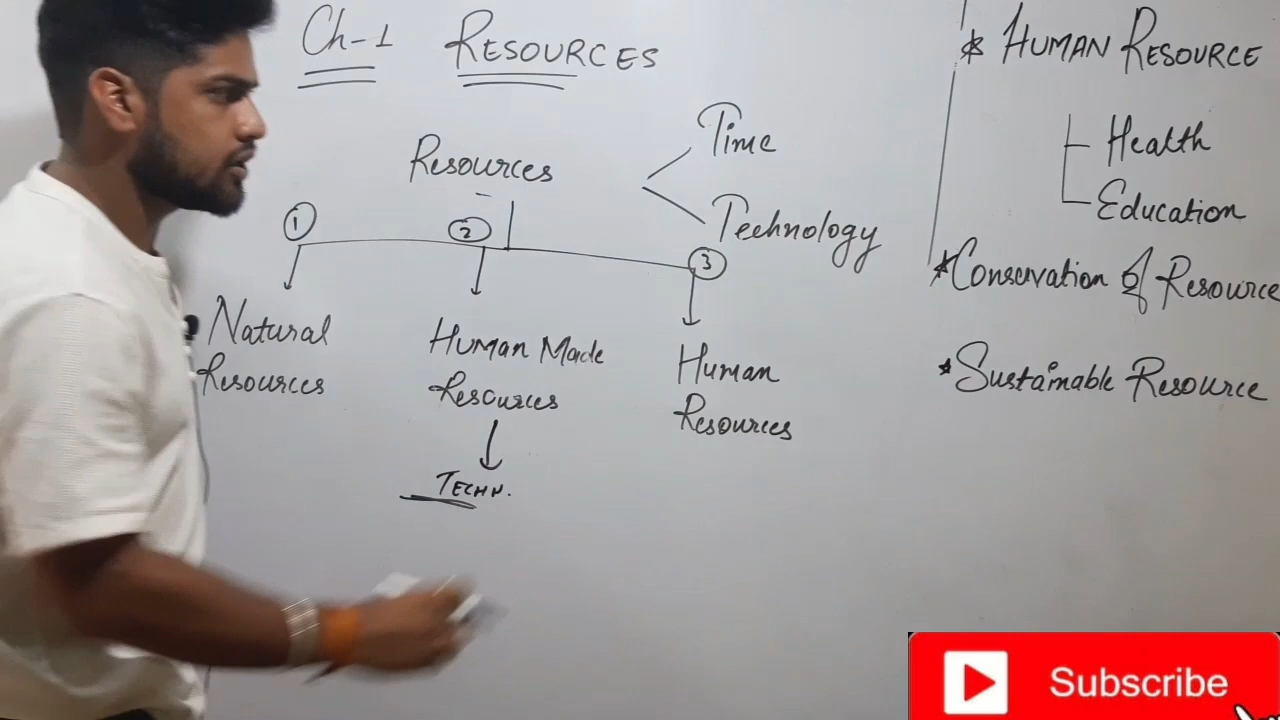 Ch-1 RESOURCES
Resources
Time
Technology
1
2
3
Natural
Resources
HUMAN MADE
Resources
Human
Resources
TECHN.
* HUMAN RESOURCE
Health
Education
*Conservation Of Resource
*Sustainable Resource
Subscribe